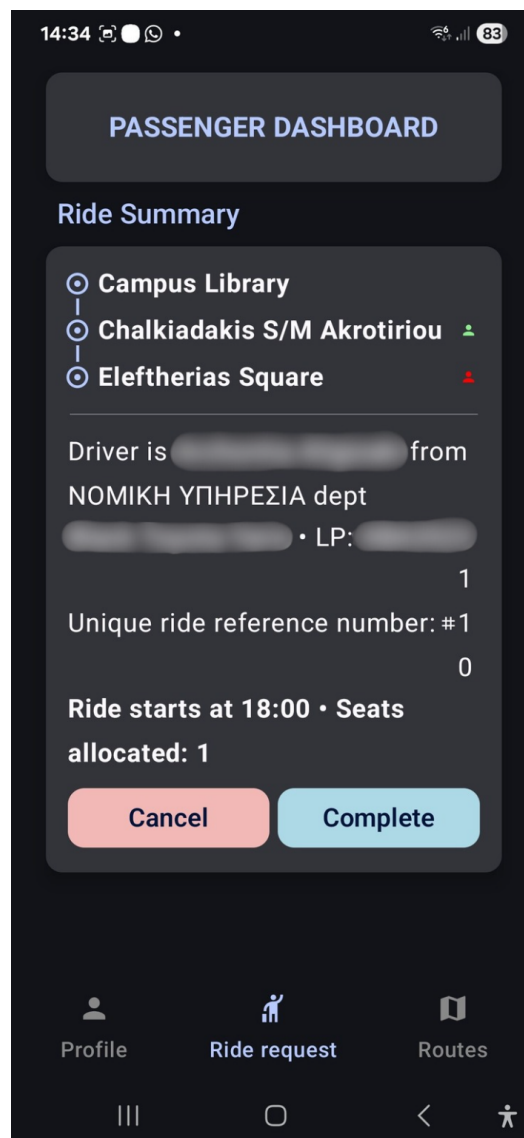 14:34
83
PASSENGER DASHBOARD
Ride Summary
Campus Library
Chalkiadakis S/M Akrotiriou
Eleftherias Square
Driver is from
ΝΟΜΙΚΗ ΥΠΗΡΕΣΙΑ dept
• LP:
1
Unique ride reference number: #1
0
Ride starts at 18:00 • Seats
allocated: 1
Cancel Complete
Profile Ride request Routes